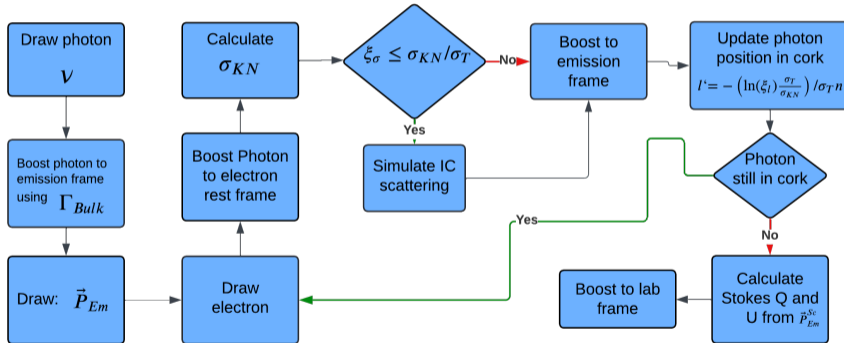 Draw photon
ν
Boost photon to
emission frame
using Γ_Bulk
Draw: P⃗_Em
Draw
electron
Boost Photon
to electron
rest frame
Calculate
σ_KN
ξ_σ ≤ σ_KN/σ_T
No
Yes
Simulate IC
scattering
Boost to
emission
frame
Update photon
position in cork
l' = − (ln(ξ_l) σ_T/σ_KN) /σ_T n
Photon
still in cork
Yes
No
Calculate
Stokes Q and
U from P⃗_Em^Sc
Boost to lab
frame